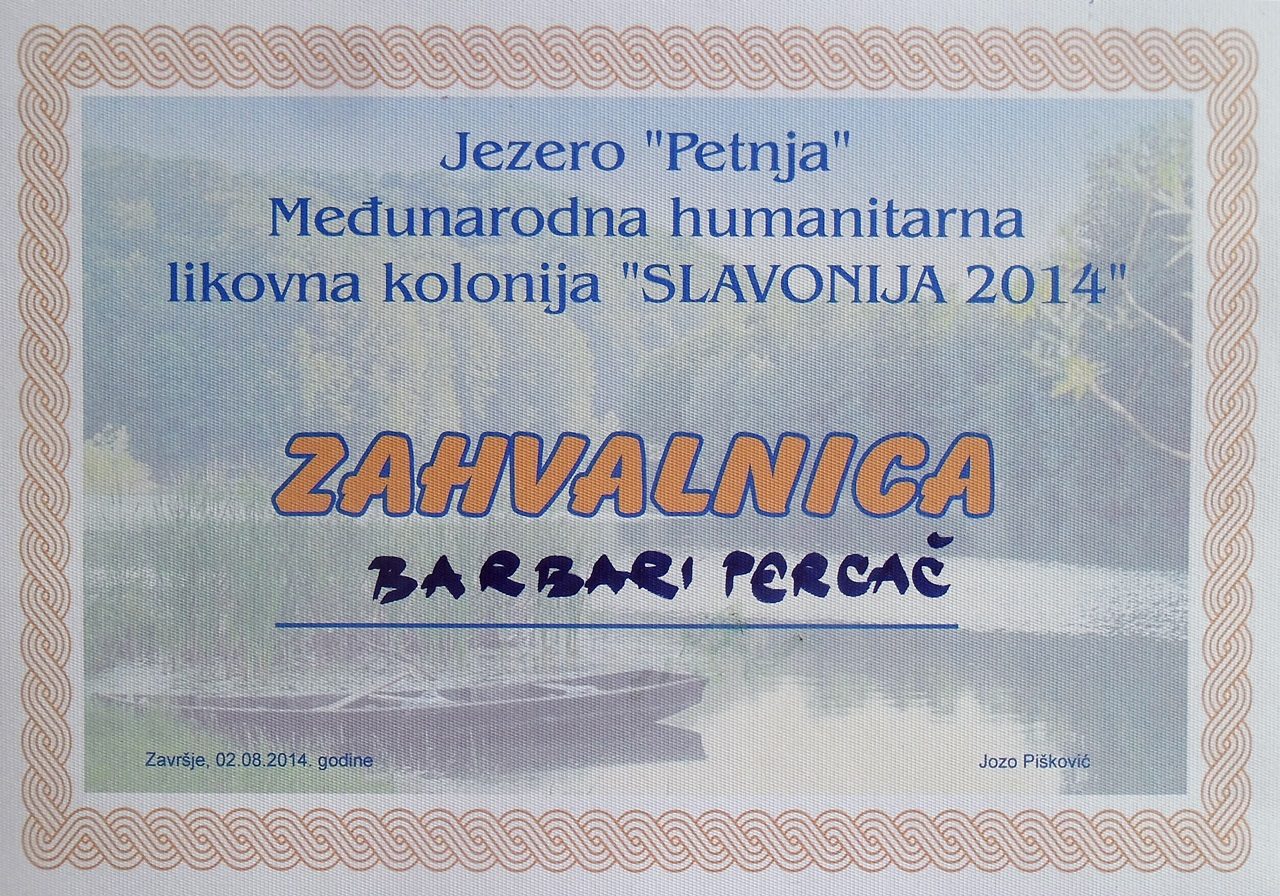 Jezero "Petnja"
Međunarodna humanitarna
likovna kolonija "SLAVONIJA 2014"
ZAHVALNICA
BARBARI PERCAČ
Završje, 02.08.2014. godine
Jozo Pišković